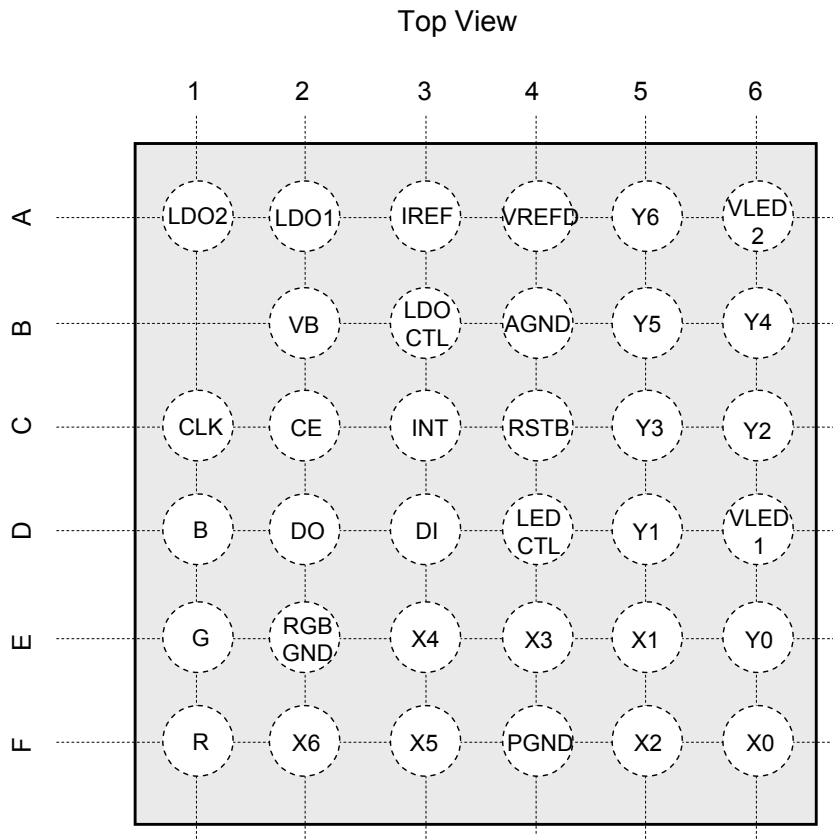 Top View
1 2 3 4 5 6
A LDO2 LDO1 IREF VREFD Y6 VLED 2
B VB LDO CTL AGND Y5 Y4
C CLK CE INT RSTB Y3 Y2
D B DO DI LED CTL Y1 VLED 1
E G RGB GND X4 X3 X1 Y0
F R X6 X5 PGND X2 X0